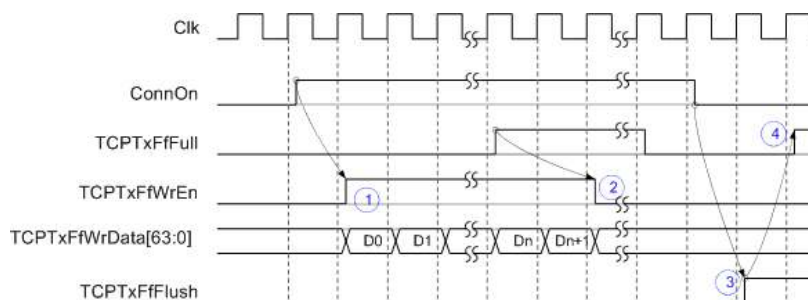 Clk
ConnOn
TCPTxFfFull
4
TCPTxFfWrEn
1
2
TCPTxFfWrData[63:0]
D0
D1
Dn
Dn+1
3
TCPTxFfFlush